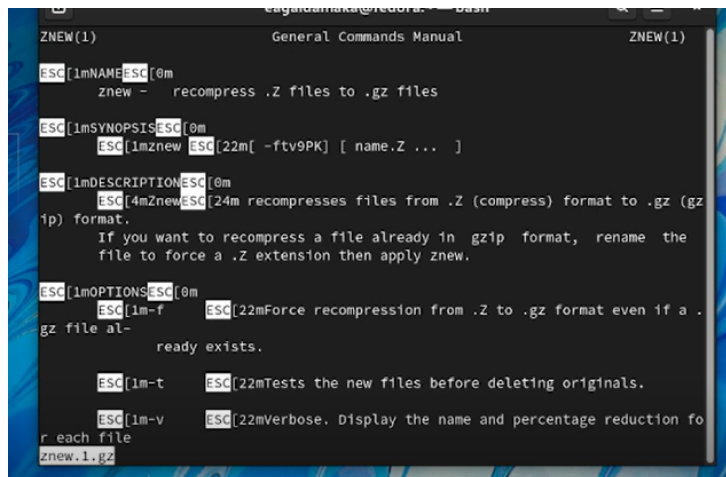 ZNEW(1) General Commands Manual ZNEW(1)
ESC[1mNAMEESC[0m
znew - recompress .Z files to .gz files
ESC[1mSYNOPSISESC[0m
ESC[1mznew ESC[22m[ -ftv9PK] [ name.Z ... ]
ESC[1mDESCRIPTIONESC[0m
ESC[4mZnewESC[24m recompresses files from .Z (compress) format to .gz (gz
ip) format.
If you want to recompress a file already in gzip format, rename the
file to force a .Z extension then apply znew.
ESC[1mOPTIONSESC[0m
ESC[1m-f ESC[22mForce recompression from .Z to .gz format even if a .
gz file al-
ready exists.
ESC[1m-t ESC[22mTests the new files before deleting originals.
ESC[1m-v ESC[22mVerbose. Display the name and percentage reduction fo
r each file
znew.1.gz